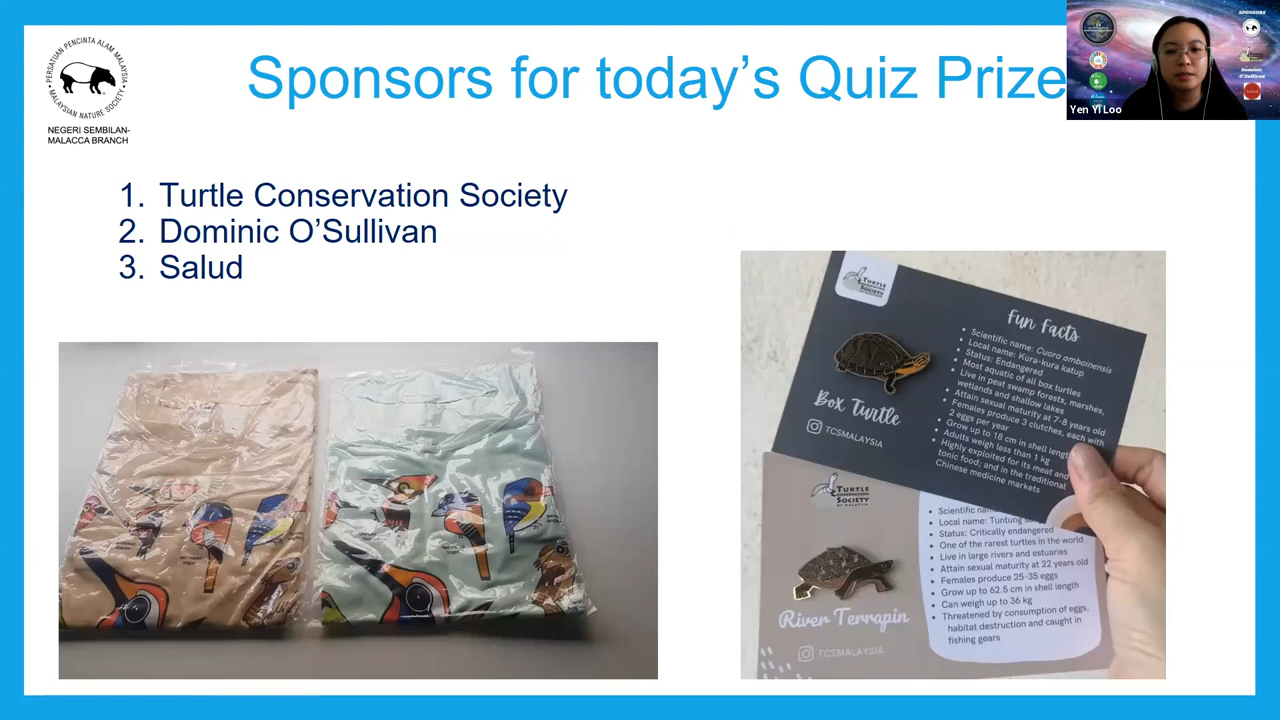 PERSATUAN PENCINTA ALAM MALAYSIA
MALAYSIAN NATURE SOCIETY
NEGERI SEMBILAN-
MALACCA BRANCH
Sponsors for today’s Quiz Prize
SPONSORS
Dominic
O'Sullivan
Yen Yi Loo
1. Turtle Conservation Society
2. Dominic O’Sullivan
3. Salud
TURTLE
CONSERVATION
SOCIETY
Box Turtle
TCSMALAYSIA
Fun Facts
Scientific name: Cuora amboinensis
Local name: Kura-kura katup
Status: Endangered
Most aquatic of all box turtles
Live in peat swamp forests, marshes,
wetlands and shallow lakes
Attain sexual maturity at 7-8 years old
Females produce 3 clutches, each with
2 eggs per year
Grow up to 18 cm in shell length
Adults weigh less than 1 kg
Highly exploited for its meat and
tonic food; and in the traditional
Chinese medicine markets
TURTLE
CONSERVATION
SOCIETY
OF MALAYSIA
River Terrapin
TCSMALAYSIA
Scientific
Local name: Tuntung
Status: Critically endangered
One of the rarest turtles in the world
Live in large rivers and estuaries
Attain sexual maturity at 22 years old
Females produce 25-35 eggs
Grow up to 62.5 cm in shell length
Can weigh up to 36 kg
Threatened by consumption of eggs,
habitat destruction and caught in
fishing gears